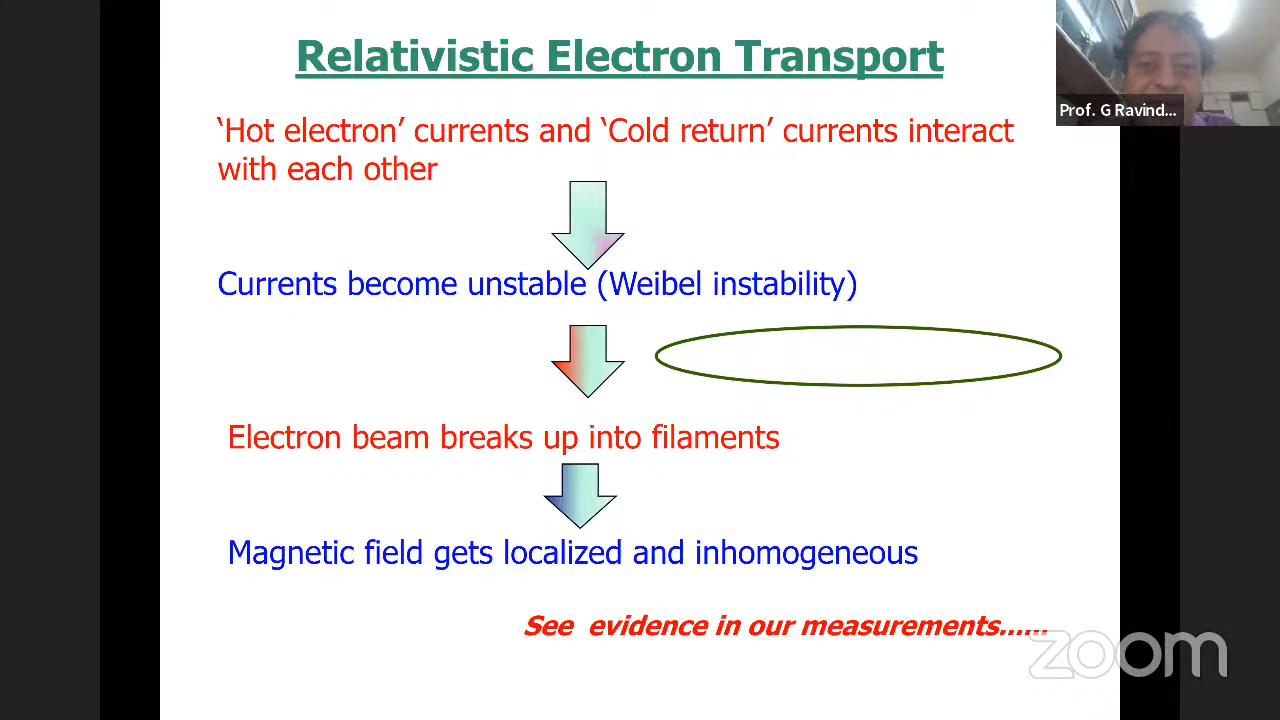 Relativistic Electron Transport
Prof. G Ravind...
‘Hot electron’ currents and ‘Cold return’ currents interact
with each other
Currents become unstable (Weibel instability)
Electron beam breaks up into filaments
Magnetic field gets localized and inhomogeneous
See evidence in our measurements......
zoom